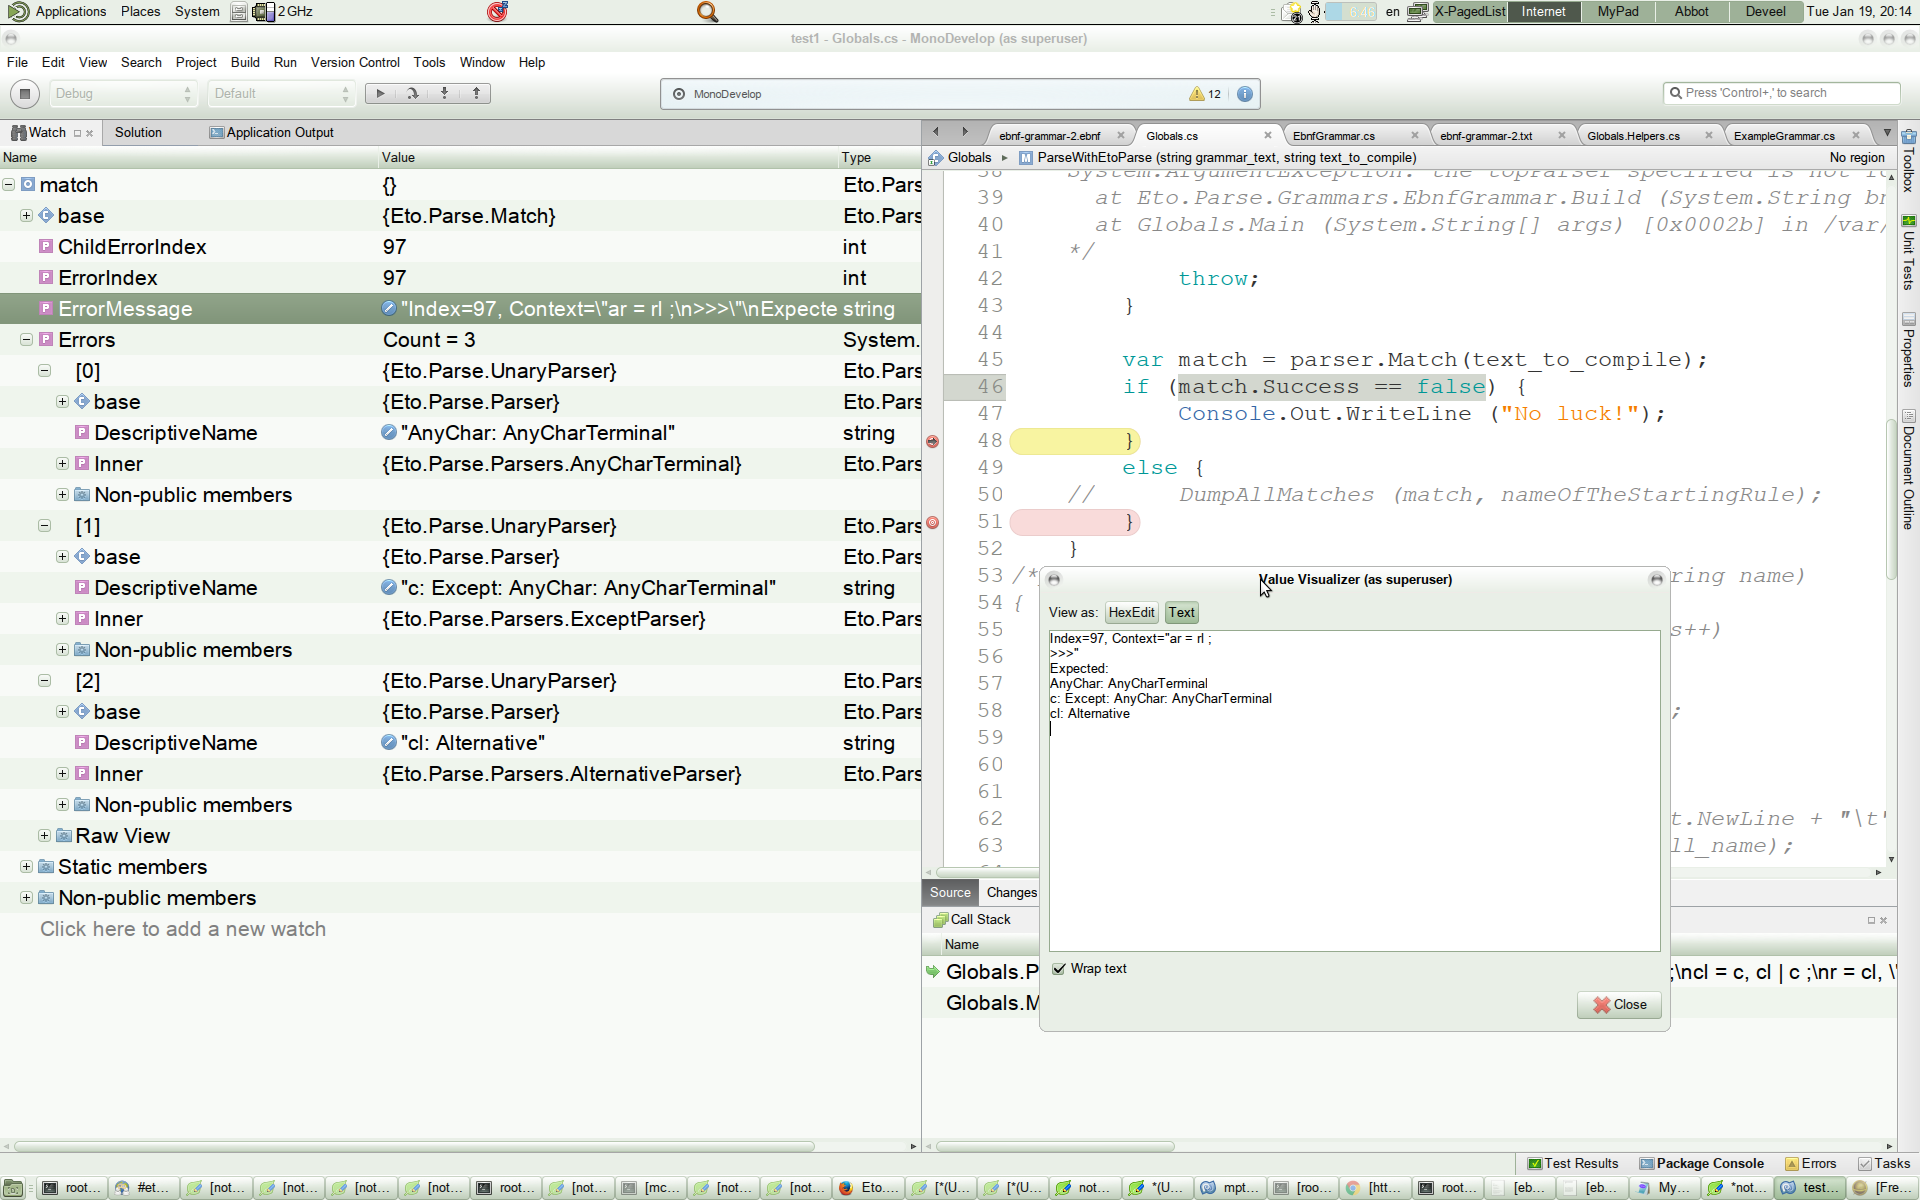 Applications Places System 2 GHz
6:46 en X-PagedList Internet MyPad Abbot Deveel Tue Jan 19, 20:14
test1 - Globals.cs - MonoDevelop (as superuser)
File Edit View Search Project Build Run Version Control Tools Window Help
Debug Default MonoDevelop 12 Press 'Control+,' to search
Watch Solution Application Output
Name Value Type
match {} Eto.Pars
base {Eto.Parse.Match} Eto.Pars
ChildErrorIndex 97 int
ErrorIndex 97 int
ErrorMessage "Index=97, Context=\"ar = rl ;\n>>>\"\nExpecte string
Errors Count = 3 System.
[0] {Eto.Parse.UnaryParser} Eto.Pars
base {Eto.Parse.Parser} Eto.Pars
DescriptiveName "AnyChar: AnyCharTerminal" string
Inner {Eto.Parse.Parsers.AnyCharTerminal} Eto.Pars
Non-public members
[1] {Eto.Parse.UnaryParser} Eto.Pars
base {Eto.Parse.Parser} Eto.Pars
DescriptiveName "c: Except: AnyChar: AnyCharTerminal" string
Inner {Eto.Parse.Parsers.ExceptParser} Eto.Pars
Non-public members
[2] {Eto.Parse.UnaryParser} Eto.Pars
base {Eto.Parse.Parser} Eto.Pars
DescriptiveName "cl: Alternative" string
Inner {Eto.Parse.Parsers.AlternativeParser} Eto.Pars
Non-public members
Raw View
Static members
Non-public members
Click here to add a new watch
ebnf-grammar-2.ebnf Globals.cs EbnfGrammar.cs ebnf-grammar-2.txt Globals.Helpers.cs ExampleGrammar.cs
Globals ParseWithEtoParse (string grammar_text, string text_to_compile) No region
38 System.ArgumentException: the topParser specified is not
39 at Eto.Parse.Grammars.EbnfGrammar.Build (System.String
40 at Globals.Main (System.String[] args) [0x0002b] in /var/
41 */
42 throw;
43 }
44
45 var match = parser.Match(text_to_compile);
46 if (match.Success == false) {
47 Console.Out.WriteLine ("No luck!");
48 }
49 else {
50 // DumpAllMatches (match, nameOfTheStartingRule);
51 }
52 }
53 /* ring name)
54 {
55 s++)
56
57
58 ;
59
60
61
62 t.NewLine + "\t"
63 ll_name);
Toolbox
Unit Tests
Properties
Document Outline
Value Visualizer (as superuser)
View as: HexEdit Text
Index=97, Context="ar = rl ;
>>>"
Expected:
AnyChar: AnyCharTerminal
c: Except: AnyChar: AnyCharTerminal
cl: Alternative
Wrap text
Close
Source Changes
Call Stack
Name
Globals.P ;\ncl = c, cl | c ;\nr = cl, \'
Globals.M
Test Results Package Console Errors Tasks
root... #et... [not... [not... [not... [not... root... [not... [mc... [not... [not... Eto.... [*(U... [*(U... not... *(U... mpt... [roo... [htt... root... [eb... [eb... My... *not... test... [Fre...